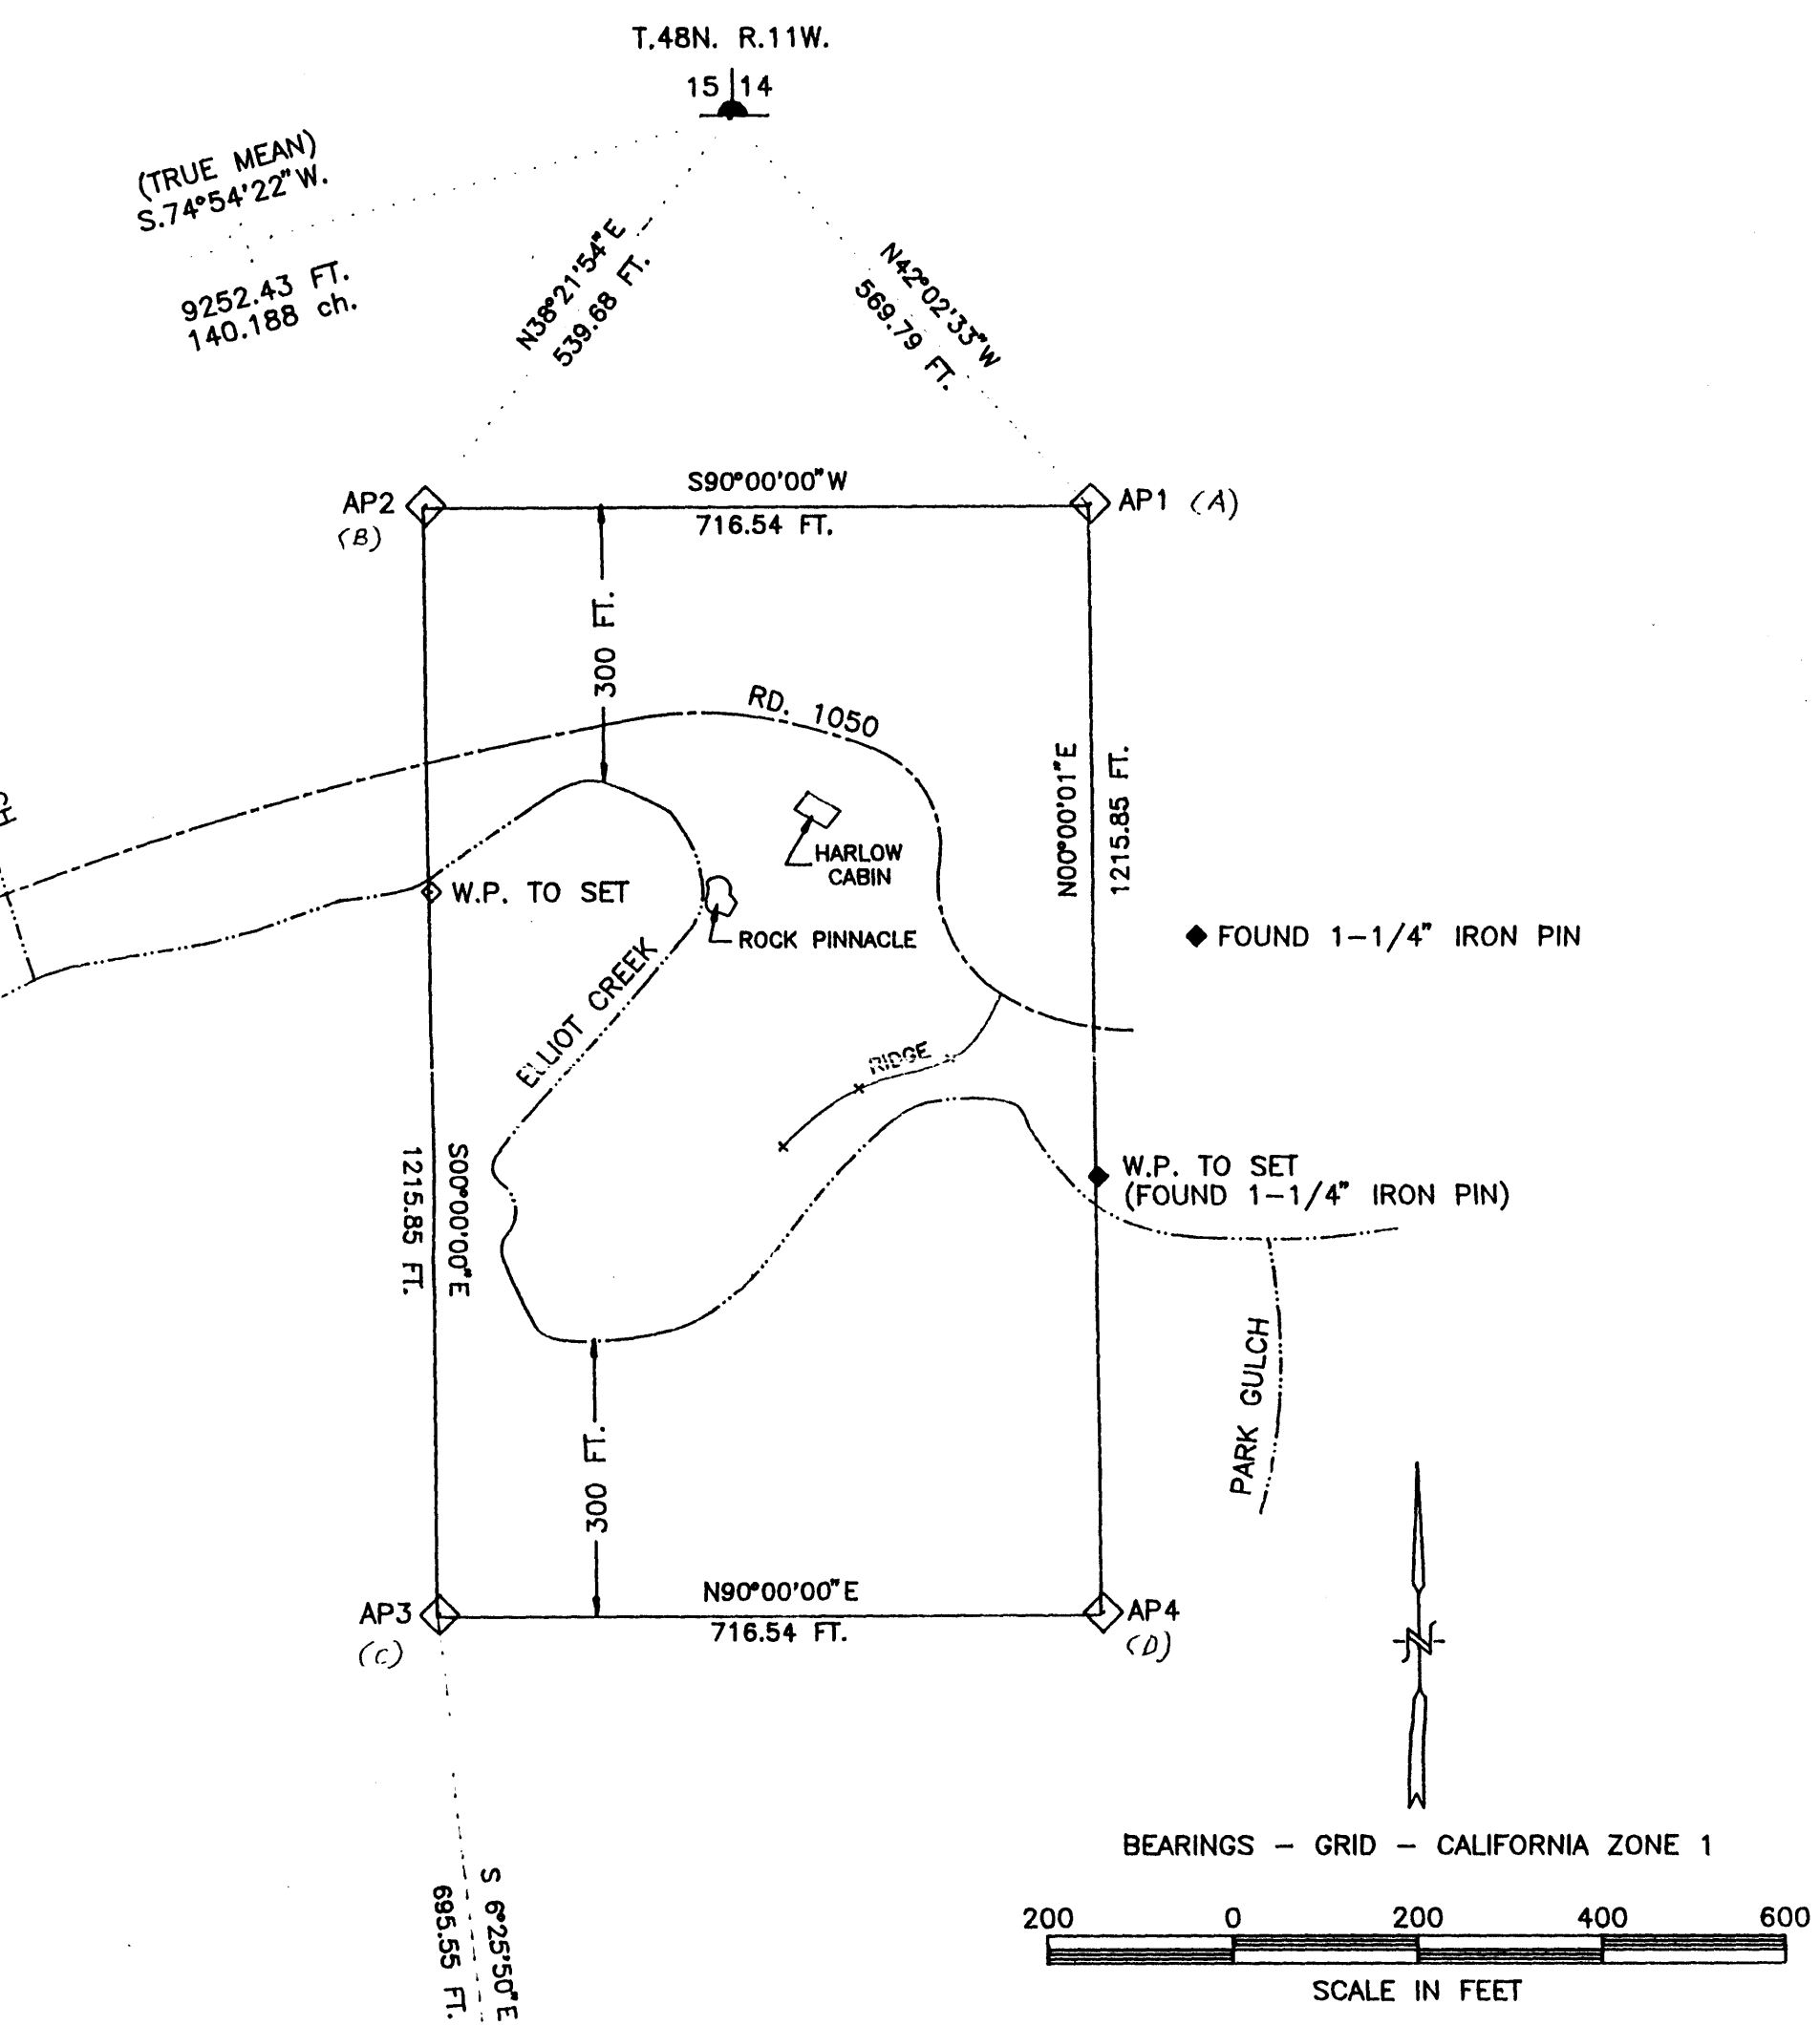 T.48N. R.11W.
15 14
(TRUE MEAN)
S.74°54'22"W.
9252.43 FT.
140.188 ch.
N38°21'54"E
539.68 FT.
N42°02'33"W
569.79 FT.
AP2
(B)
S90°00'00"W
716.54 FT.
AP1 (A)
300 FT.
RD. 1050
N00°00'01"E
1215.85 FT.
CH
HARLOW
CABIN
W.P. TO SET
ROCK PINNACLE
FOUND 1-1/4" IRON PIN
ELLIOT CREEK
RIDGE
W.P. TO SET
(FOUND 1-1/4" IRON PIN)
S00°00'00"E
1215.85 FT.
PARK GULCH
300 FT.
AP3
(C)
N90°00'00"E
716.54 FT.
AP4
(D)
N
S 6°25'50"E
695.55 FT.
BEARINGS - GRID - CALIFORNIA ZONE 1
200 0 200 400 600
SCALE IN FEET